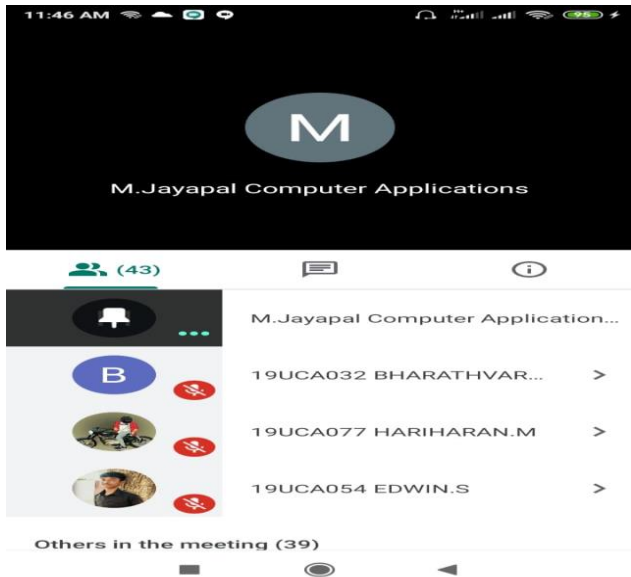 11:46 AM 95
M
M.Jayapal Computer Applications
(43)
M.Jayapal Computer Application...
B
19UCA032 BHARATHVAR...
19UCA077 HARIHARAN.M
19UCA054 EDWIN.S
Others in the meeting (39)